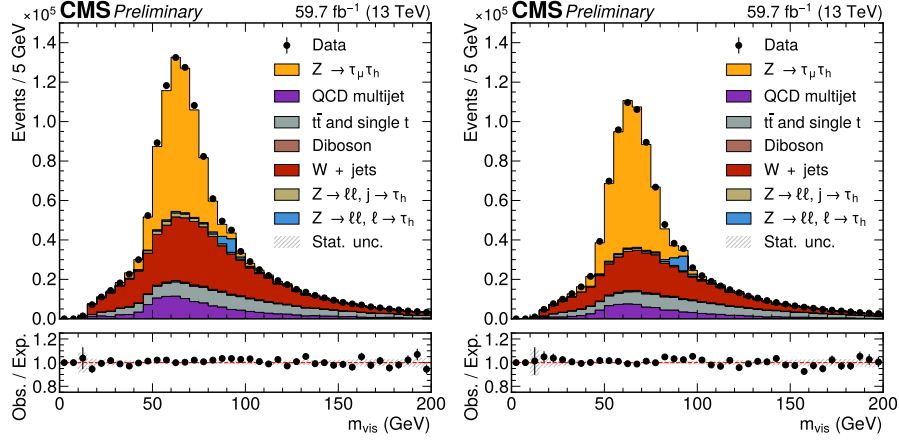 ×10⁵ CMS Preliminary 59.7 fb⁻¹ (13 TeV)
Events / 5 GeV
1.4
1.2
1.0
0.8
0.6
0.4
0.2
0.0
Data
Z → τμτh
QCD multijet
tt̄ and single t
Diboson
W + jets
Z → ℓℓ, j → τh
Z → ℓℓ, ℓ → τh
Stat. unc.
Obs. / Exp.
1.2
1.0
0.8
0 50 100 150 200
mvis (GeV)
×10⁵ CMS Preliminary 59.7 fb⁻¹ (13 TeV)
Events / 5 GeV
1.4
1.2
1.0
0.8
0.6
0.4
0.2
0.0
Data
Z → τμτh
QCD multijet
tt̄ and single t
Diboson
W + jets
Z → ℓℓ, j → τh
Z → ℓℓ, ℓ → τh
Stat. unc.
Obs. / Exp.
1.2
1.0
0.8
0 50 100 150 200
mvis (GeV)